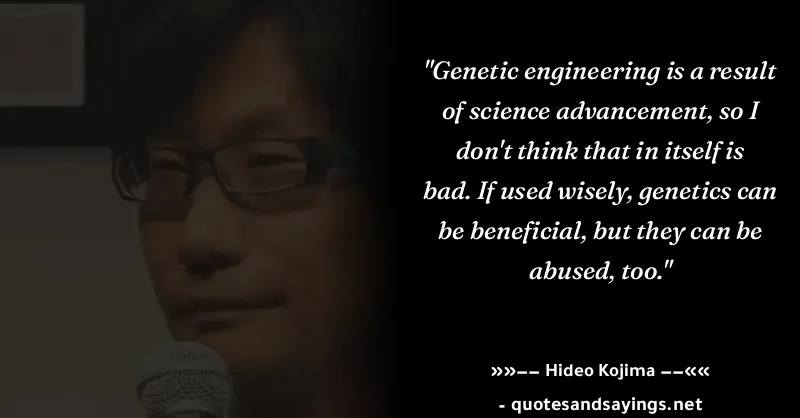 "Genetic engineering is a result
of science advancement, so I
don't think that in itself is
bad. If used wisely, genetics can
be beneficial, but they can be
abused, too."
»»–– Hideo Kojima ––««
- quotesandsayings.net